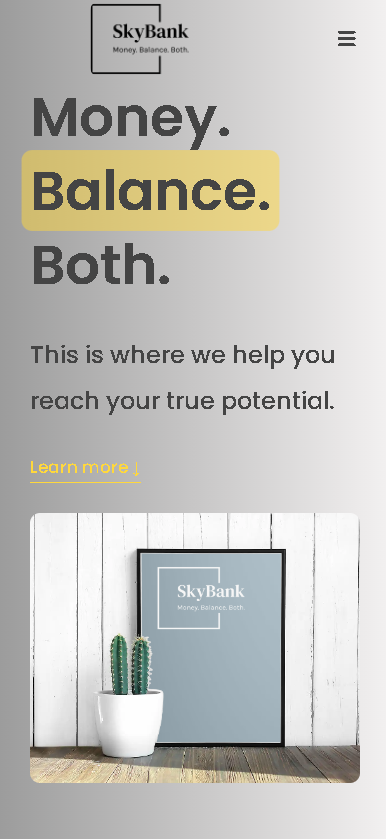 SkyBank
Money. Balance. Both.
Money.
Balance.
Both.
This is where we help you
reach your true potential.
Learn more ↓
SkyBank
Money. Balance. Both.